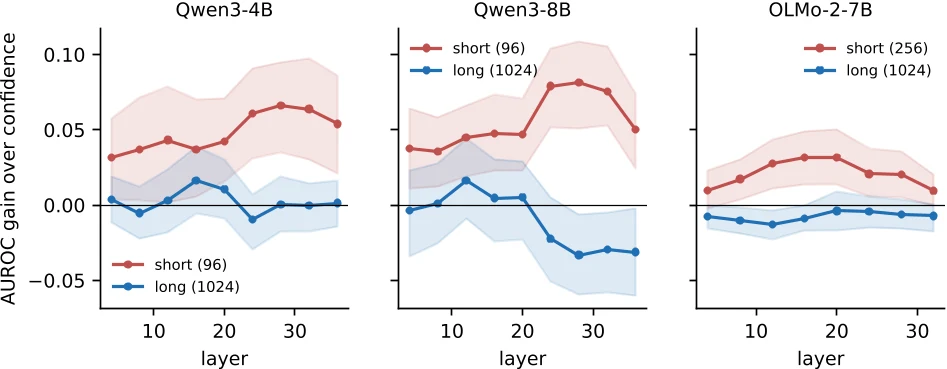 Qwen3-4B
Qwen3-8B
OLMo-2-7B
AUROC gain over confidence
0.10
0.05
0.00
−0.05
short (96)
long (1024)
10
20
30
layer
short (96)
long (1024)
10
20
30
layer
short (256)
long (1024)
10
20
30
layer